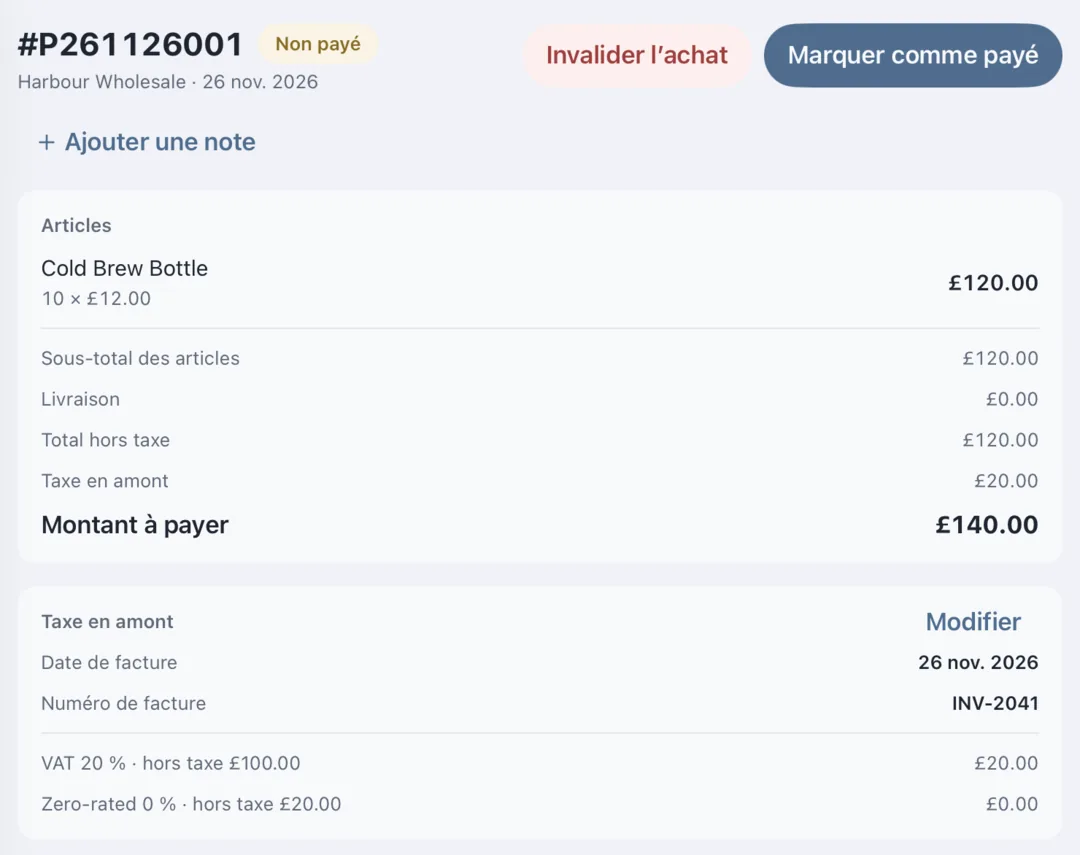 #P261126001
Non payé
Invalider l’achat
Marquer comme payé
Harbour Wholesale · 26 nov. 2026
+ Ajouter une note
Articles
Cold Brew Bottle
10 × £12.00
£120.00
Sous-total des articles £120.00
Livraison £0.00
Total hors taxe £120.00
Taxe en amont £20.00
Montant à payer £140.00
Taxe en amont Modifier
Date de facture 26 nov. 2026
Numéro de facture INV-2041
VAT 20 % · hors taxe £100.00 £20.00
Zero-rated 0 % · hors taxe £20.00 £0.00